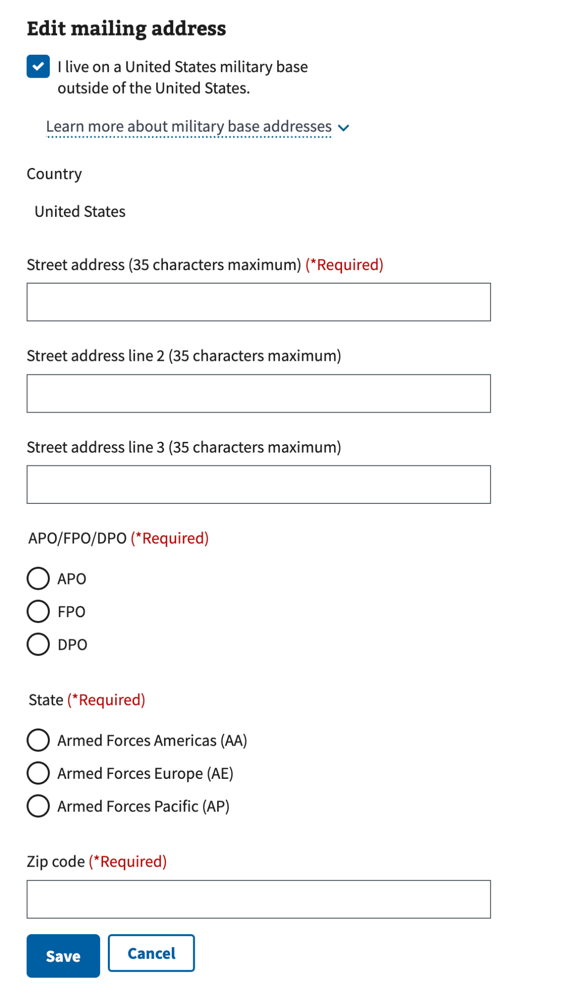 Edit mailing address
I live on a United States military base
outside of the United States.
Learn more about military base addresses
Country
United States
Street address (35 characters maximum) (*Required)
Street address line 2 (35 characters maximum)
Street address line 3 (35 characters maximum)
APO/FPO/DPO (*Required)
APO
FPO
DPO
State (*Required)
Armed Forces Americas (AA)
Armed Forces Europe (AE)
Armed Forces Pacific (AP)
Zip code (*Required)
Save Cancel